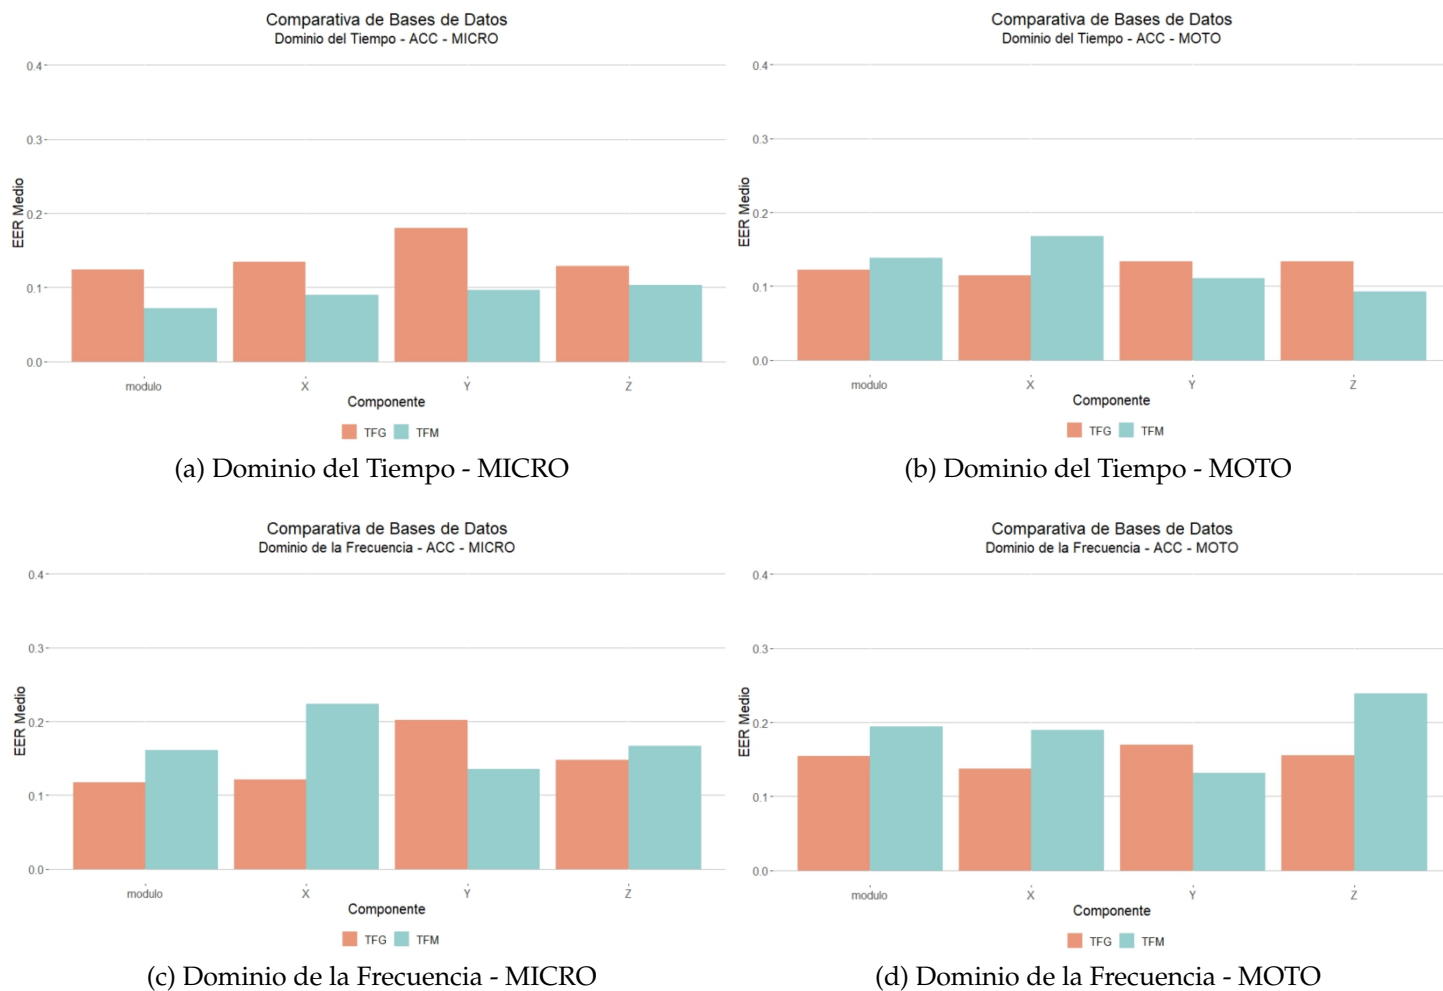 Comparativa de Bases de Datos
Dominio del Tiempo - ACC - MICRO
0.4
0.3
0.2
0.1
0.0
EER Medio
modulo X Y Z
Componente
TFG TFM
(a) Dominio del Tiempo - MICRO
Comparativa de Bases de Datos
Dominio del Tiempo - ACC - MOTO
0.4
0.3
0.2
0.1
0.0
EER Medio
modulo X Y Z
Componente
TFG TFM
(b) Dominio del Tiempo - MOTO
Comparativa de Bases de Datos
Dominio de la Frecuencia - ACC - MICRO
0.4
0.3
0.2
0.1
0.0
EER Medio
modulo X Y Z
Componente
TFG TFM
(c) Dominio de la Frecuencia - MICRO
Comparativa de Bases de Datos
Dominio de la Frecuencia - ACC - MOTO
0.4
0.3
0.2
0.1
0.0
EER Medio
modulo X Y Z
Componente
TFG TFM
(d) Dominio de la Frecuencia - MOTO